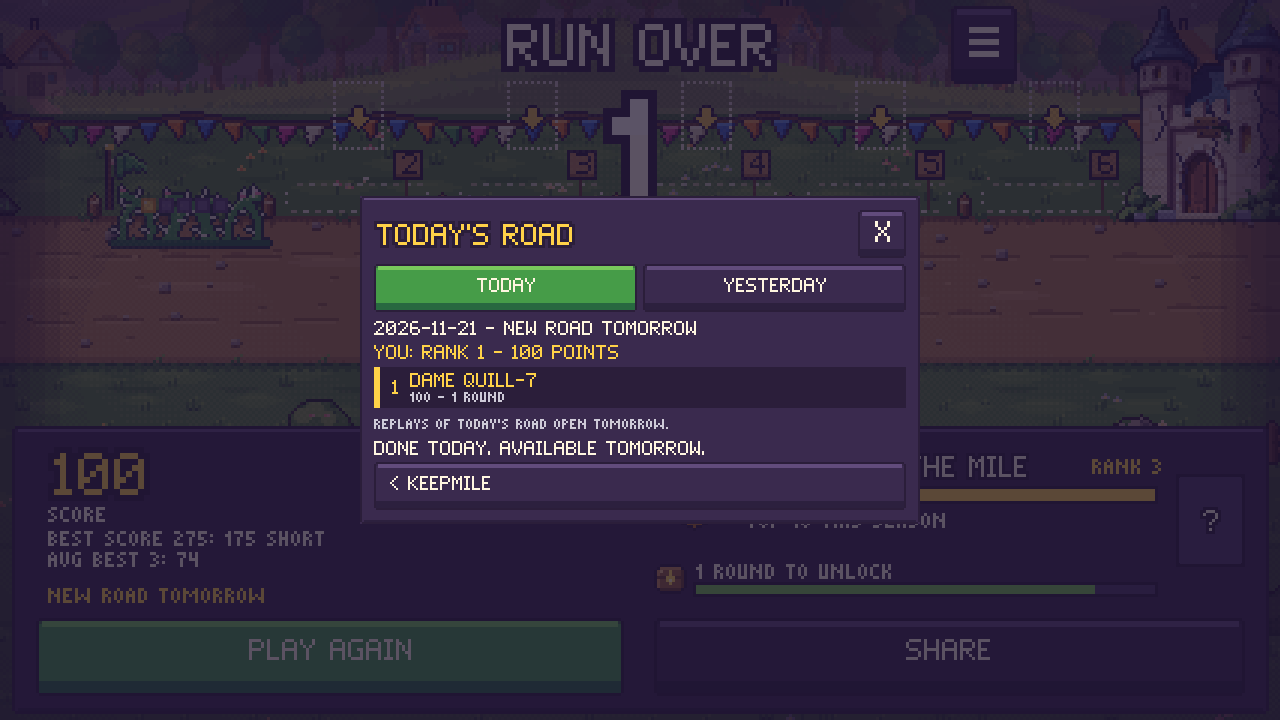 RUN OVER
1
2
3
4
5
6
TODAY'S ROAD
X
TODAY
YESTERDAY
2026-11-21 - NEW ROAD TOMORROW
YOU: RANK 1 - 100 POINTS
1 DAME QUILL-7
100 - 1 ROUND
REPLAYS OF TODAY'S ROAD OPEN TOMORROW.
DONE TODAY. AVAILABLE TOMORROW.
< KEEPMILE
100
SCORE
BEST SCORE 275: 175 SHORT
AVG BEST 3: 74
NEW ROAD TOMORROW
THE MILE
RANK 3
?
1 ROUND TO UNLOCK
PLAY AGAIN
SHARE